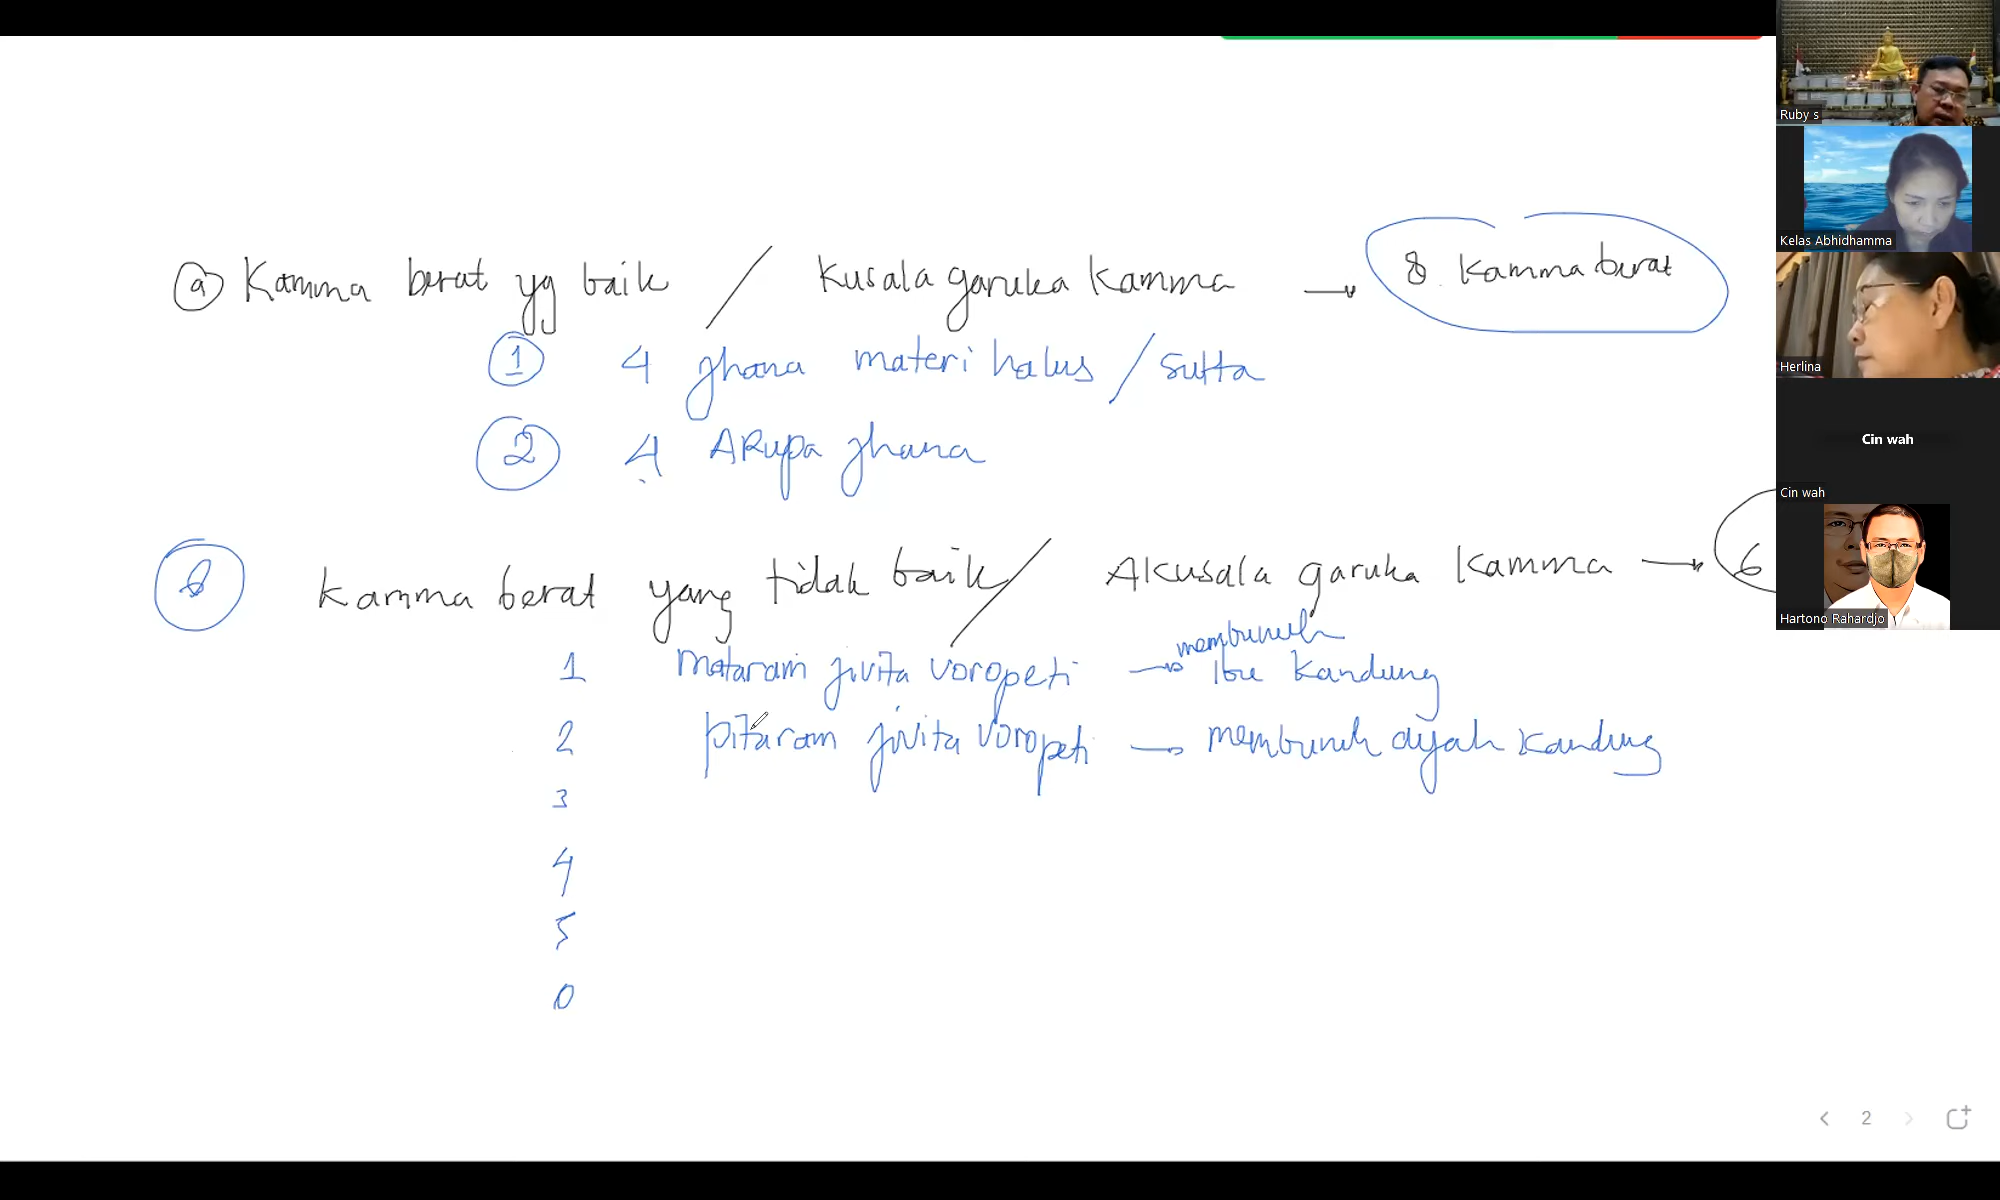 a Kamma berat yg baik / Kusala garuka Kamma → 8 Kamma berat
1 4 jhana materi halus / Sutta
2 4 ARupa jhana
b Kamma berat yang tidak baik / AKusala garuka Kamma → 6
membunuh
1 mataram jivita voropeti → Ibu Kandung
2 pitaram jivita voropeti → membunuh ayah Kandung
3
4
5
6
Ruby s
Kelas Abhidhamma
Herlina
Cin wah
Cin wah
Hartono Rahardjo
2